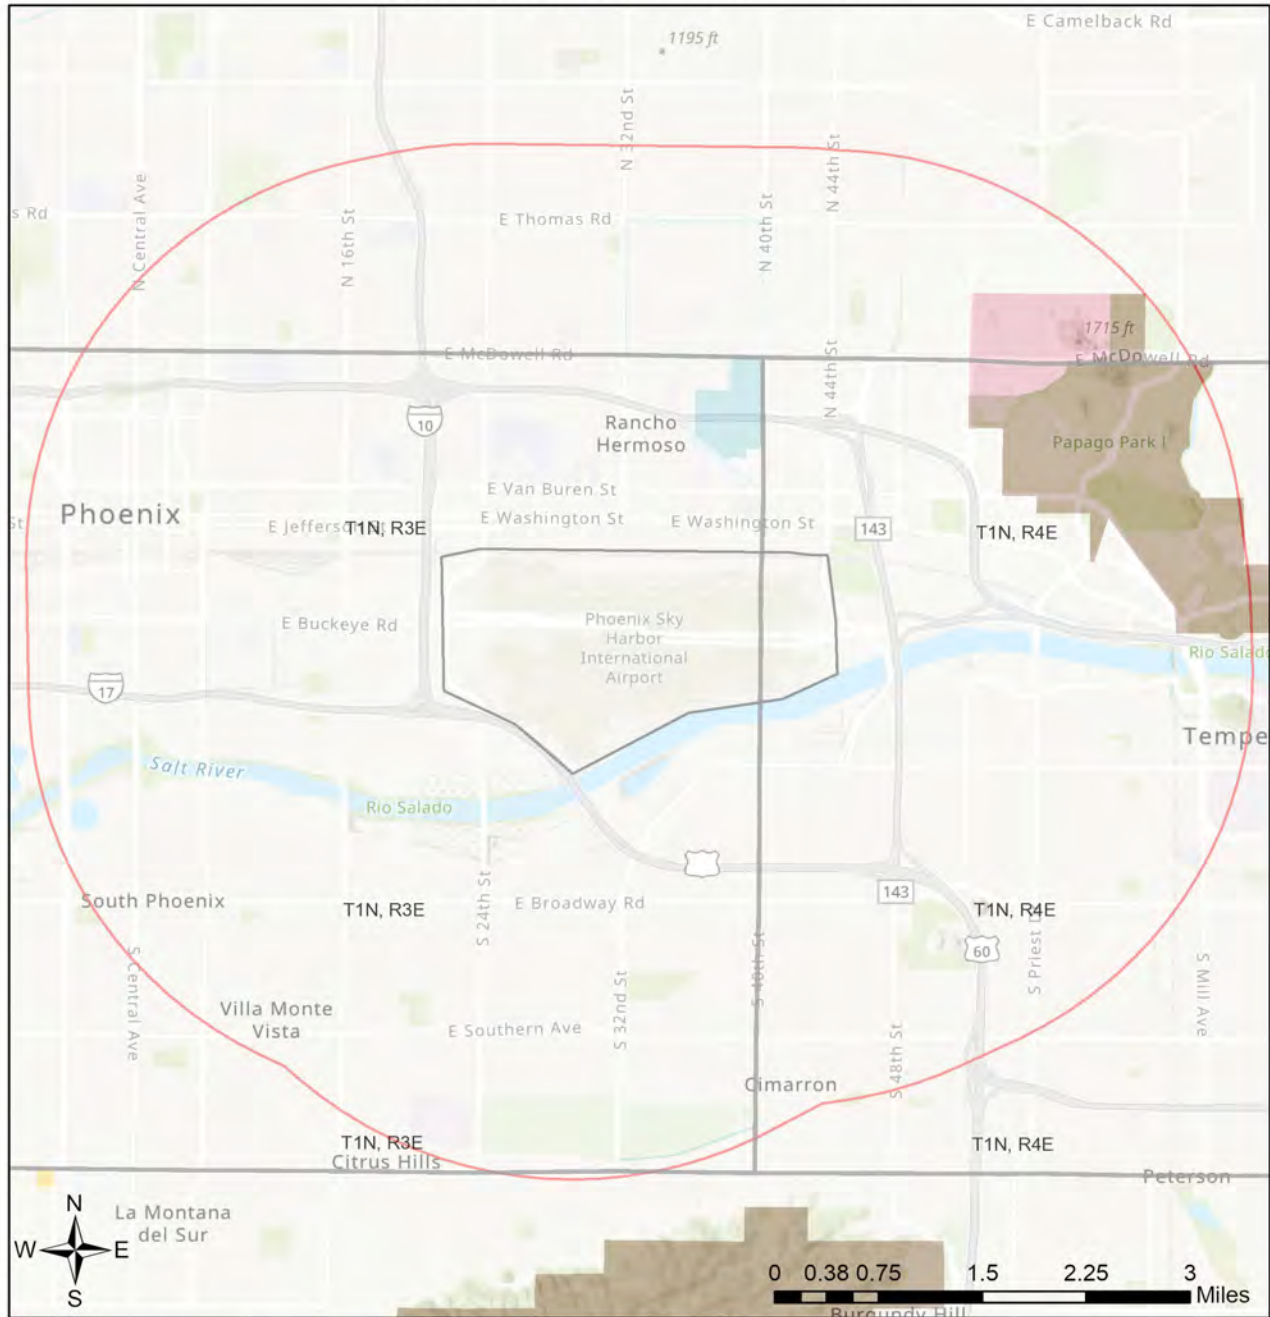 E Camelback Rd
1195 ft
N 32nd St
N 44th St
N Central Ave
s Rd
N 16th St
E Thomas Rd
N 40th St
1715 ft
E McDowell Rd
E McDowell Rd
N 44th St
10
Rancho
Hermoso
Papago Park I
E Van Buren St
Phoenix
E Jefferson St
T1N, R3E
E Washington St
E Washington St
143
T1N, R4E
St
E Buckeye Rd
Phoenix Sky
Harbor
International
Airport
Rio Salado
17
Tempe
Salt River
Rio Salado
143
South Phoenix
T1N, R3E
S 24th St
E Broadway Rd
T1N, R4E
S 40th St
60
S Priest D
S Central Ave
S Mill Ave
Villa Monte
Vista
E Southern Ave
S 32nd St
S 48th St
Cimarron
T1N, R3E
Citrus Hills
T1N, R4E
Peterson
La Montana
del Sur
N
W E
S
0 0.38 0.75 1.5 2.25 3
Miles
Burgundy Hill